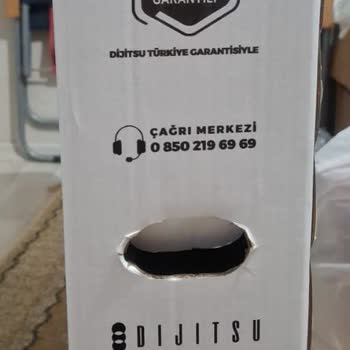 GARANTİLİ
DİJİTSU TÜRKİYE GARANTİSİYLE
ÇAĞRI MERKEZİ
0 850 219 69 69
DIJITSU